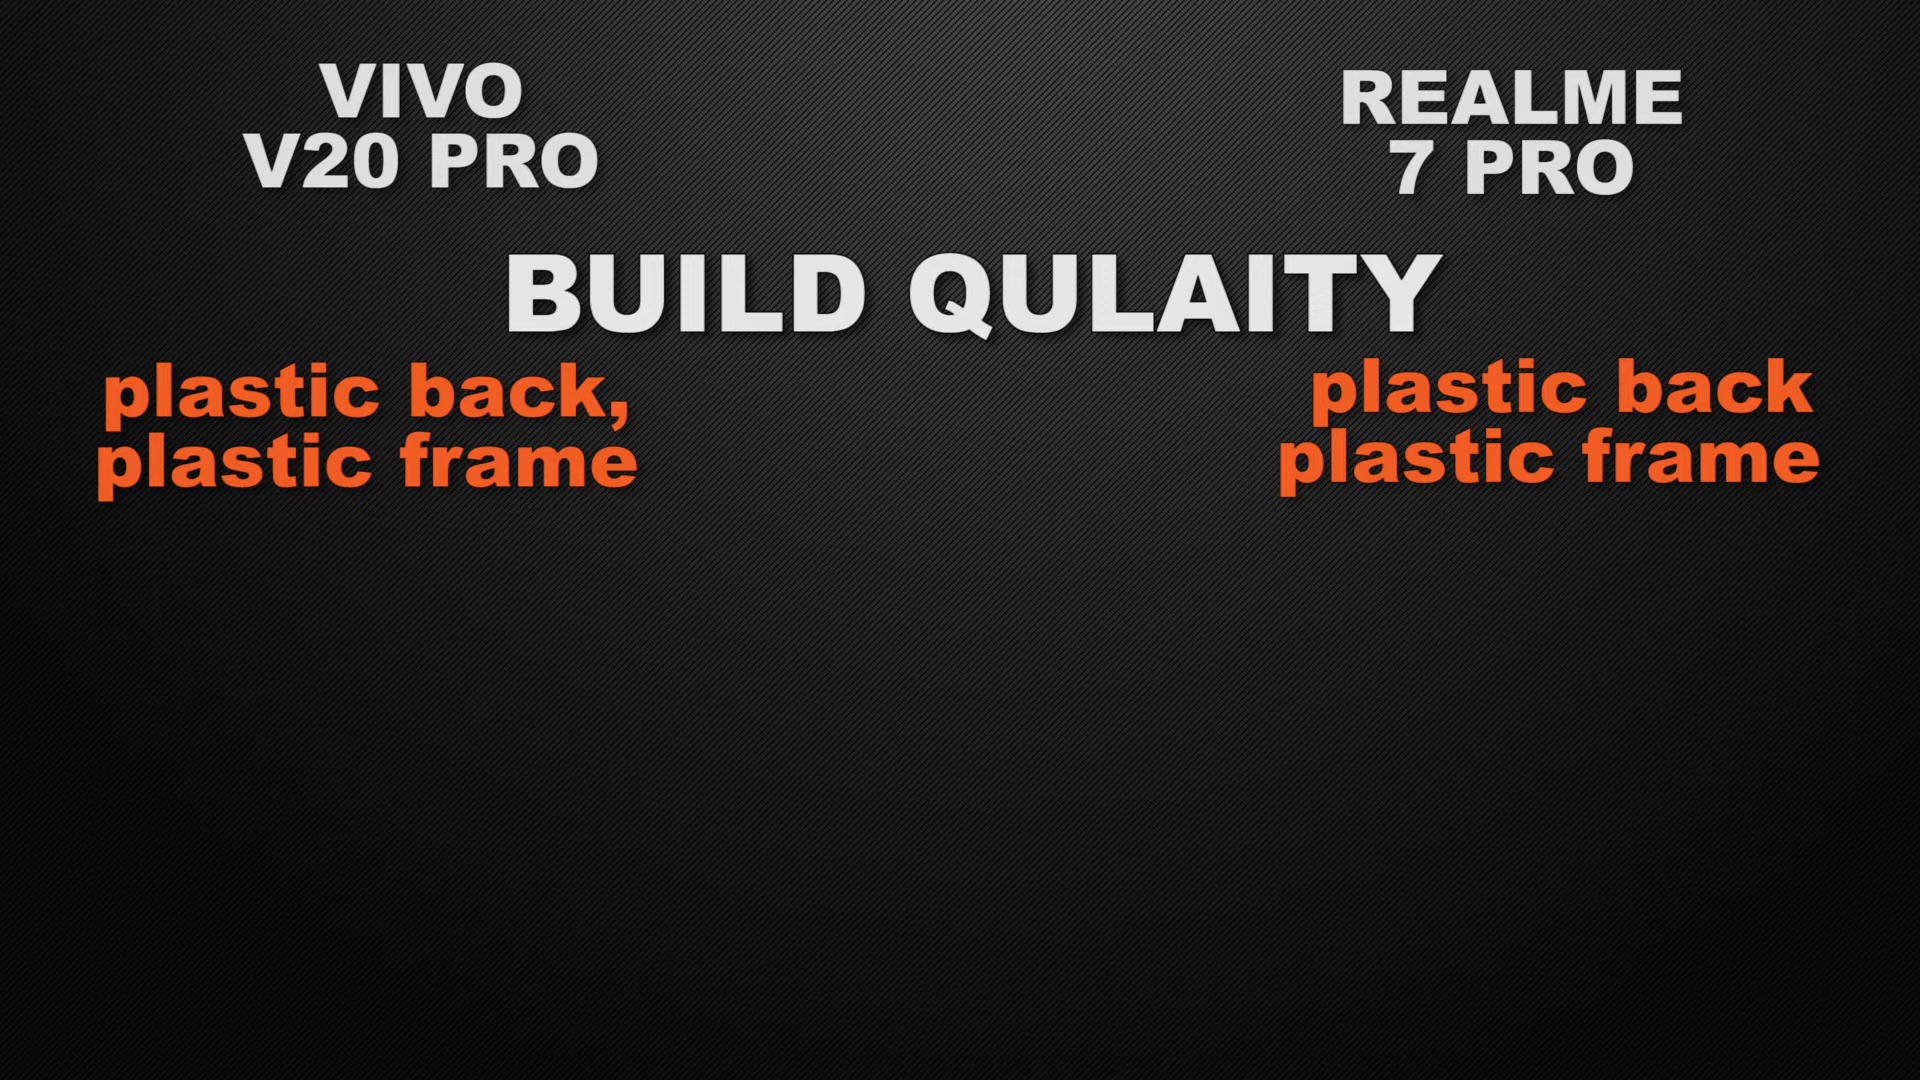 VIVO
V20 PRO
REALME
7 PRO
BUILD QULAITY
plastic back,
plastic frame
plastic back
plastic frame